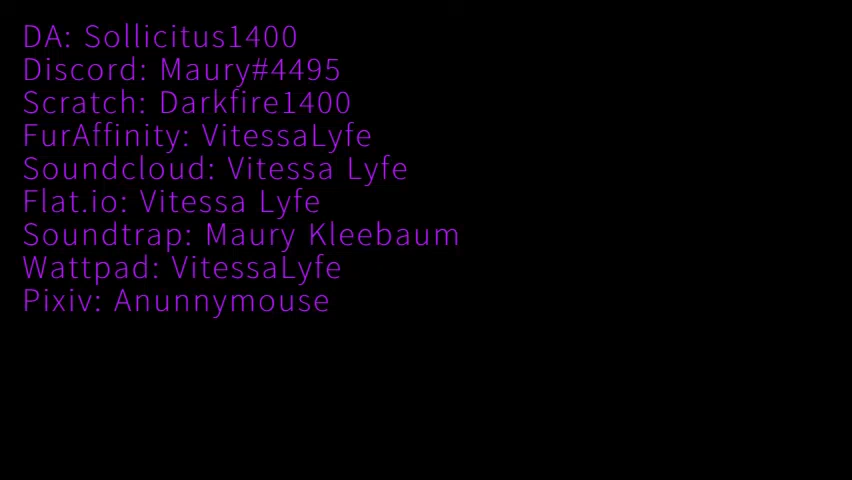 DA: Sollicitus1400
Discord: Maury#4495
Scratch: Darkfire1400
FurAffinity: VitessaLyfe
Soundcloud: Vitessa Lyfe
Flat.io: Vitessa Lyfe
Soundtrap: Maury Kleebaum
Wattpad: VitessaLyfe
Pixiv: Anunnymouse